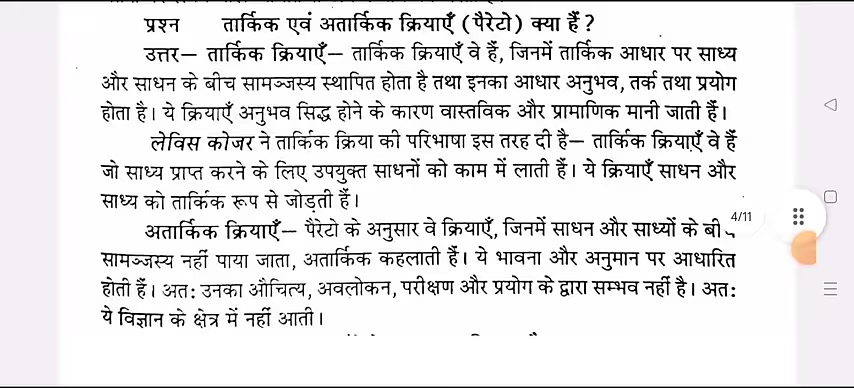 प्रश्न तार्किक एवं अतार्किक क्रियाएँ (पैरेटो) क्या हैं ?
उत्तर— तार्किक क्रियाएँ— तार्किक क्रियाएँ वे हैं, जिनमें तार्किक आधार पर साध्य
और साधन के बीच सामञ्जस्य स्थापित होता है तथा इनका आधार अनुभव, तर्क तथा प्रयोग
होता है। ये क्रियाएँ अनुभव सिद्ध होने के कारण वास्तविक और प्रामाणिक मानी जाती हैं।
लेविस कोजर ने तार्किक क्रिया की परिभाषा इस तरह दी है— तार्किक क्रियाएँ वे हैं
जो साध्य प्राप्त करने के लिए उपयुक्त साधनों को काम में लाती हैं। ये क्रियाएँ साधन और
साध्य को तार्किक रूप से जोड़ती हैं।
4/11
अतार्किक क्रियाएँ— पैरेटो के अनुसार वे क्रियाएँ, जिनमें साधन और साध्यों के
सामञ्जस्य नहीं पाया जाता, अतार्किक कहलाती हैं। ये भावना और अनुमान पर आधारित
होती हैं। अत: उनका औचित्य, अवलोकन, परीक्षण और प्रयोग के द्वारा सम्भव नहीं है। अत:
ये विज्ञान के क्षेत्र में नहीं आती।